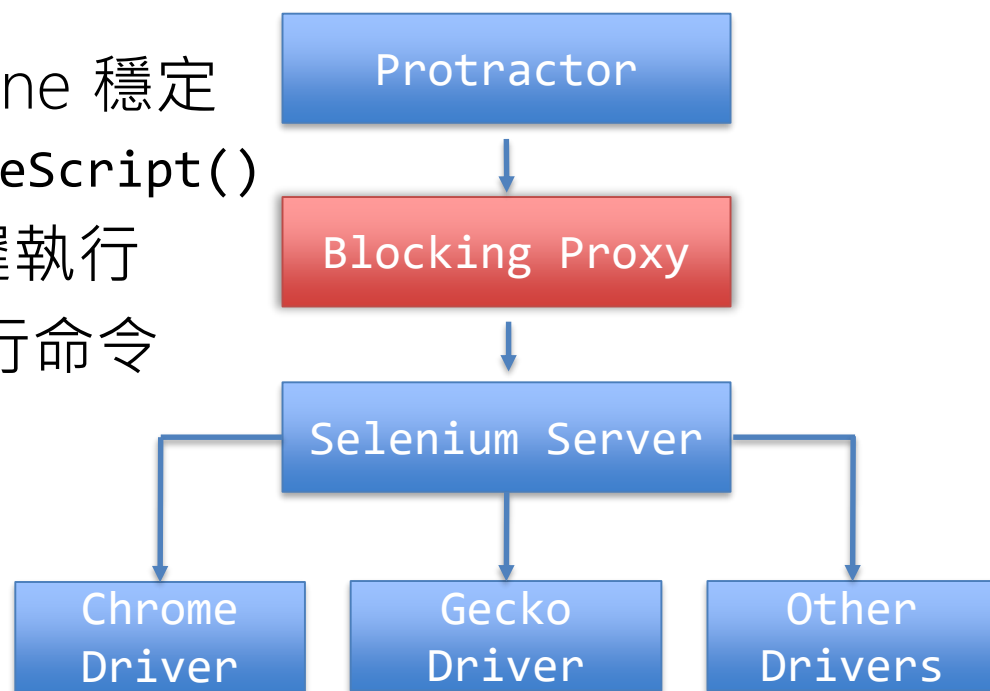 ne 穩定
eScript()
執行
行命令
Protractor
Blocking Proxy
Selenium Server
Chrome
Driver
Gecko
Driver
Other
Drivers